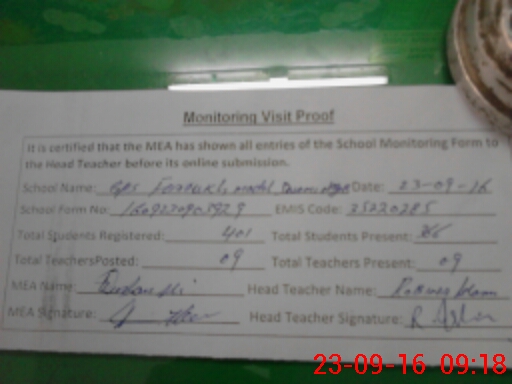 Monitoring Visit Proof
It is certified that the MEA has shown all entries of the School Monitoring Form to
the Head Teacher before its online submission.
School Name: GPS model Date: 23-09-16
School Form No: EMIS Code: 35220285
Total Students Registered: 401 Total Students Present:
Total TeachersPosted: 09 Total Teachers Present: 09
MEA Name: Head Teacher Name:
MEA Signature: Head Teacher Signature:
23-09-16 09:18